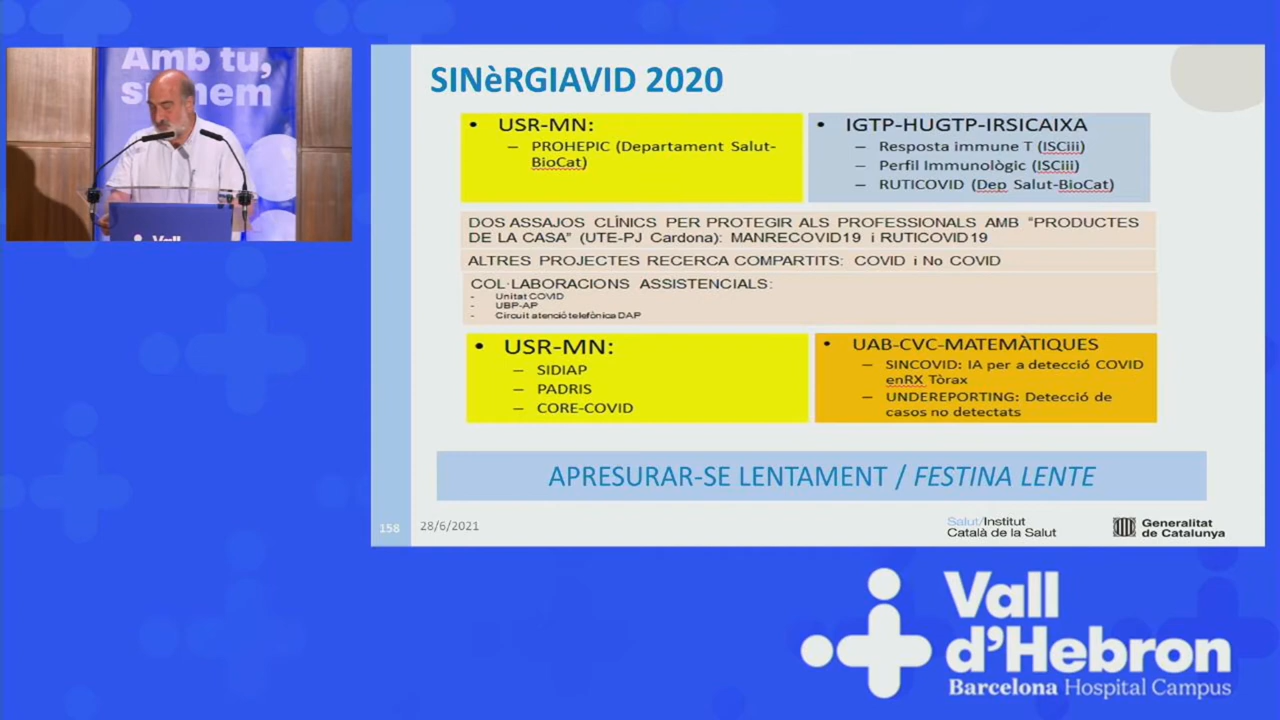 Amb tu,
SINèRGIAVID 2020
• USR-MN:
– PROHEPIC (Departament Salut-
BioCat)
• IGTP-HUGTP-IRSICAIXA
– Resposta immune T (ISCiii)
– Perfil Immunològic (ISCiii)
– RUTICOVID (Dep Salut-BioCat)
DOS ASSAJOS CLÍNICS PER PROTEGIR ALS PROFESSIONALS AMB “PRODUCTES
DE LA CASA” (UTE-PJ Cardona): MANRECOVID19 i RUTICOVID19
ALTRES PROJECTES RECERCA COMPARTITS: COVID i No COVID
COL·LABORACIONS ASSISTENCIALS:
- Unitat COVID
- UBP-AP
- Circuit atenció telefònica DAP
• USR-MN:
– SIDIAP
– PADRIS
– CORE-COVID
• UAB-CVC-MATEMÀTIQUES
– SINCOVID: IA per a detecció COVID
enRX Tòrax
– UNDEREPORTING: Detecció de
casos no detectats
APRESURAR-SE LENTAMENT / FESTINA LENTE
158
28/6/2021
Salut/Institut
Català de la Salut
Generalitat
de Catalunya
Vall
d’Hebron
Barcelona Hospital Campus